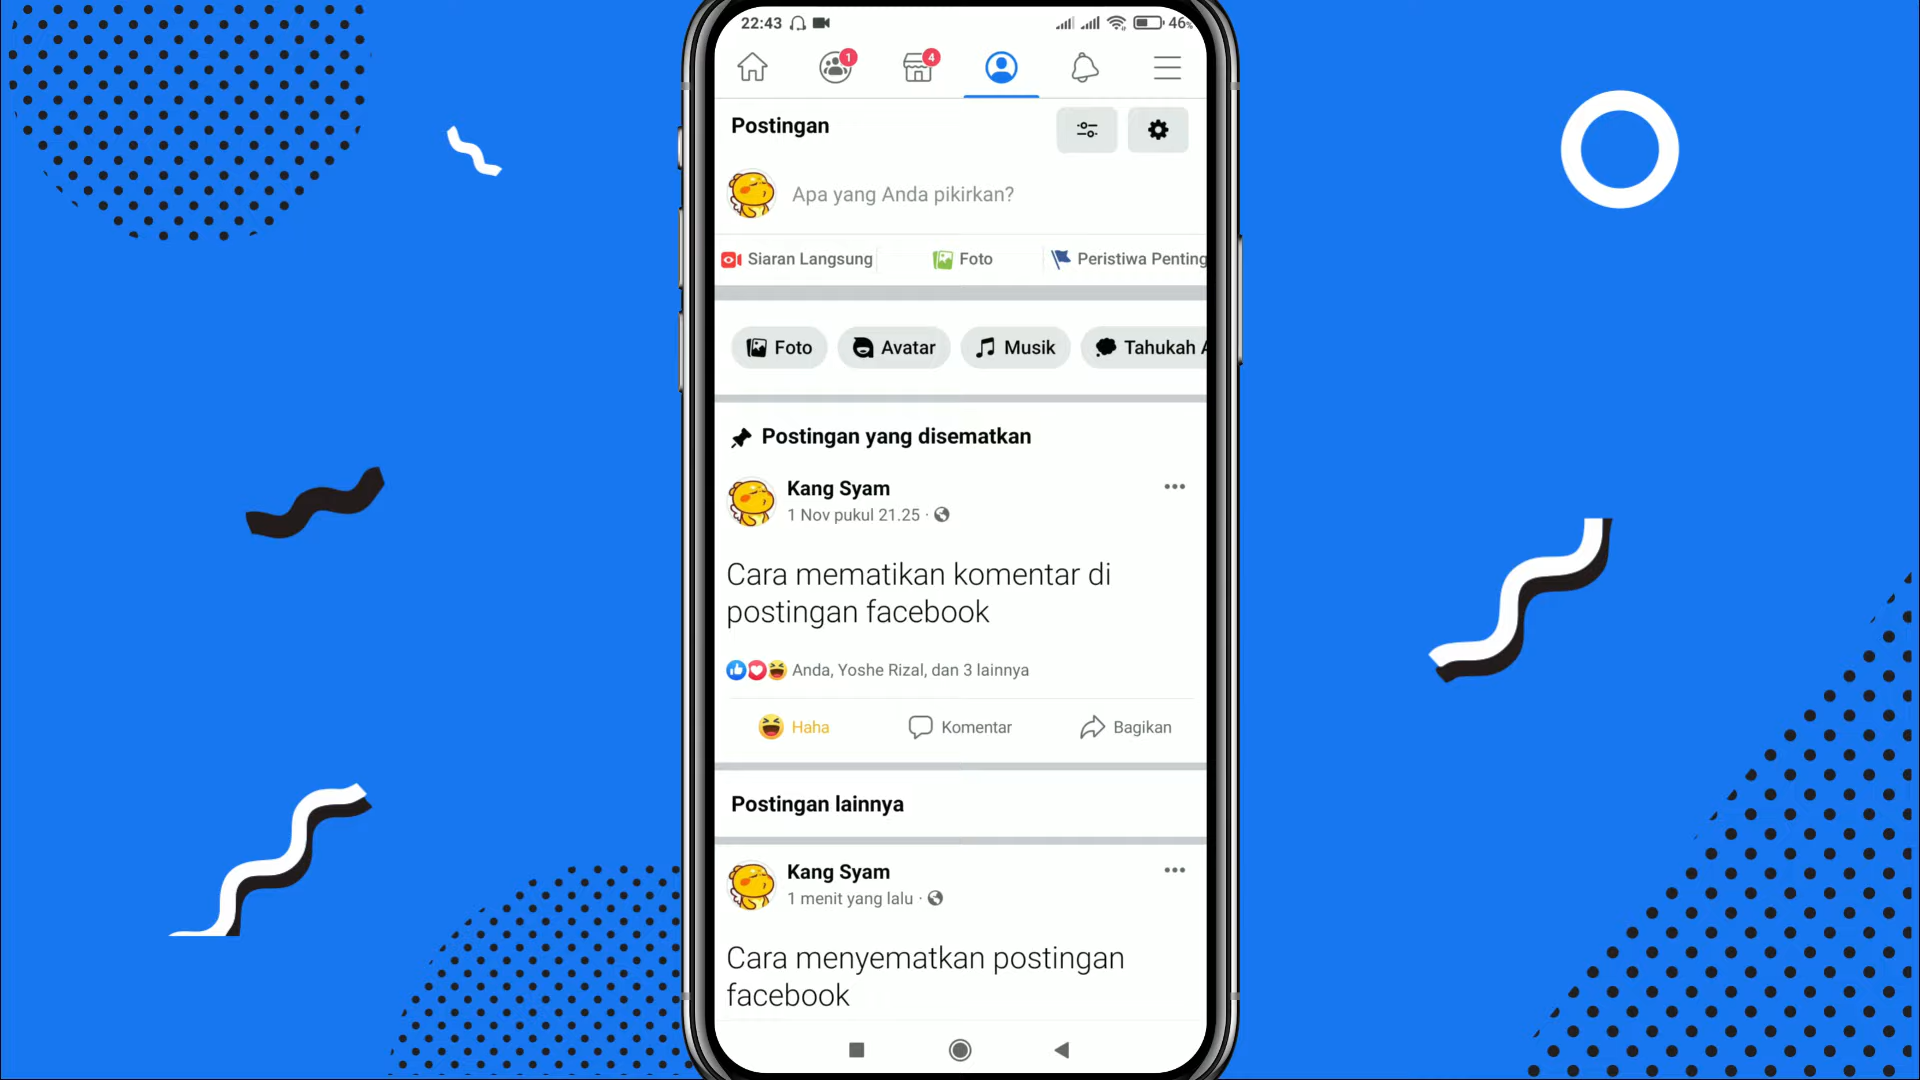 22:43
46%
1
4
Postingan
Apa yang Anda pikirkan?
Siaran Langsung
Foto
Peristiwa Penting
Foto
Avatar
Musik
Tahukah A
Postingan yang disematkan
Kang Syam
1 Nov pukul 21.25 ·
Cara mematikan komentar di
postingan facebook
Anda, Yoshe Rizal, dan 3 lainnya
Haha
Komentar
Bagikan
Postingan lainnya
Kang Syam
1 menit yang lalu ·
Cara menyematkan postingan
facebook